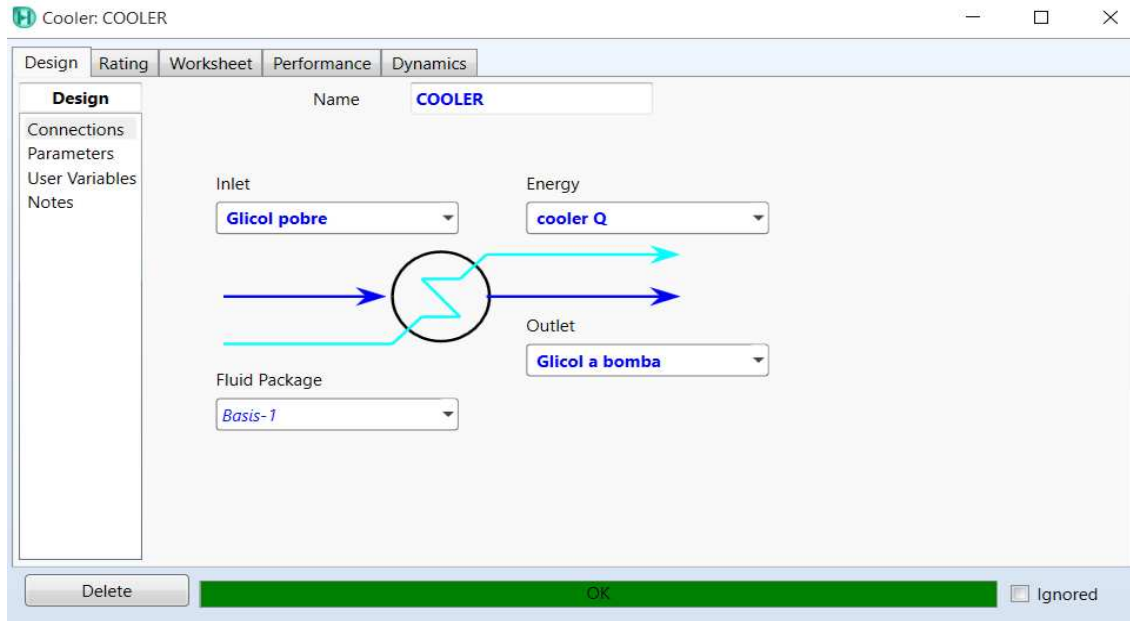 Cooler: COOLER
Design Rating Worksheet Performance Dynamics
Design
Connections
Parameters
User Variables
Notes
Name COOLER
Inlet
Glicol pobre
Energy
cooler Q
Outlet
Glicol a bomba
Fluid Package
Basis-1
Delete OK Ignored